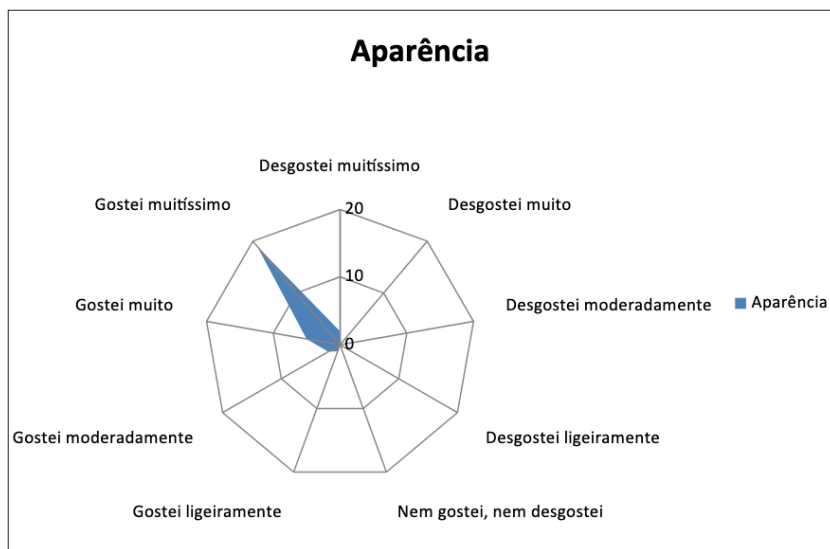 Aparência
Desgostei muitíssimo
Gostei muitíssimo
20
Desgostei muito
10
Gostei muito
Desgostei moderadamente
Aparência
0
Gostei moderadamente
Desgostei ligeiramente
Gostei ligeiramente
Nem gostei, nem desgostei